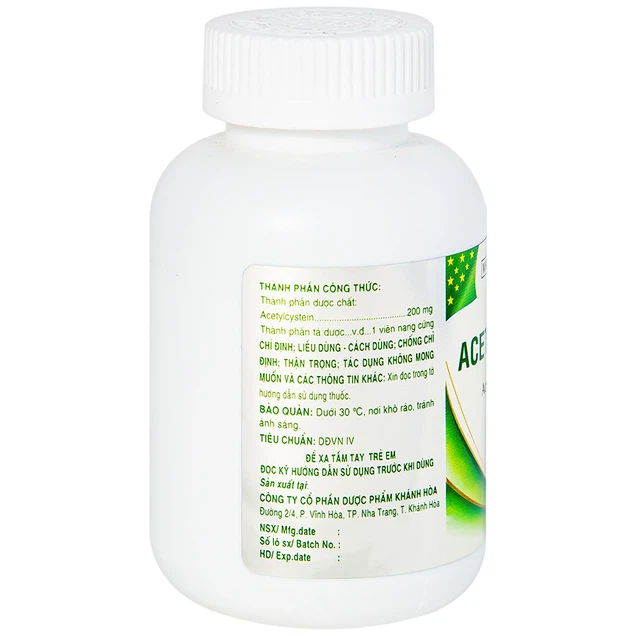 THÀNH PHẦN CÔNG THỨC:
Thành phần dược chất:
Acetylcystein.........................200 mg
Thành phần tá dược...v.đ...1 viên nang cứng
CHỈ ĐỊNH; LIỀU DÙNG - CÁCH DÙNG; CHỐNG CHỈ
ĐỊNH; THẬN TRỌNG; TÁC DỤNG KHÔNG MONG
MUỐN VÀ CÁC THÔNG TIN KHÁC: Xin đọc trong tờ
hướng dẫn sử dụng thuốc.
BẢO QUẢN: Dưới 30 ºC, nơi khô ráo, tránh
ánh sáng.
TIÊU CHUẨN: DĐVN IV
ĐỂ XA TẦM TAY TRẺ EM
ĐỌC KỸ HƯỚNG DẪN SỬ DỤNG TRƯỚC KHI DÙNG
Sản xuất tại:
CÔNG TY CỔ PHẦN DƯỢC PHẨM KHÁNH HÒA
Đường 2/4, P. Vĩnh Hòa, TP. Nha Trang, T. Khánh Hòa
NSX/ Mfg.date :
Số lô sx/ Batch No. :
HD/ Exp.date :
ACE